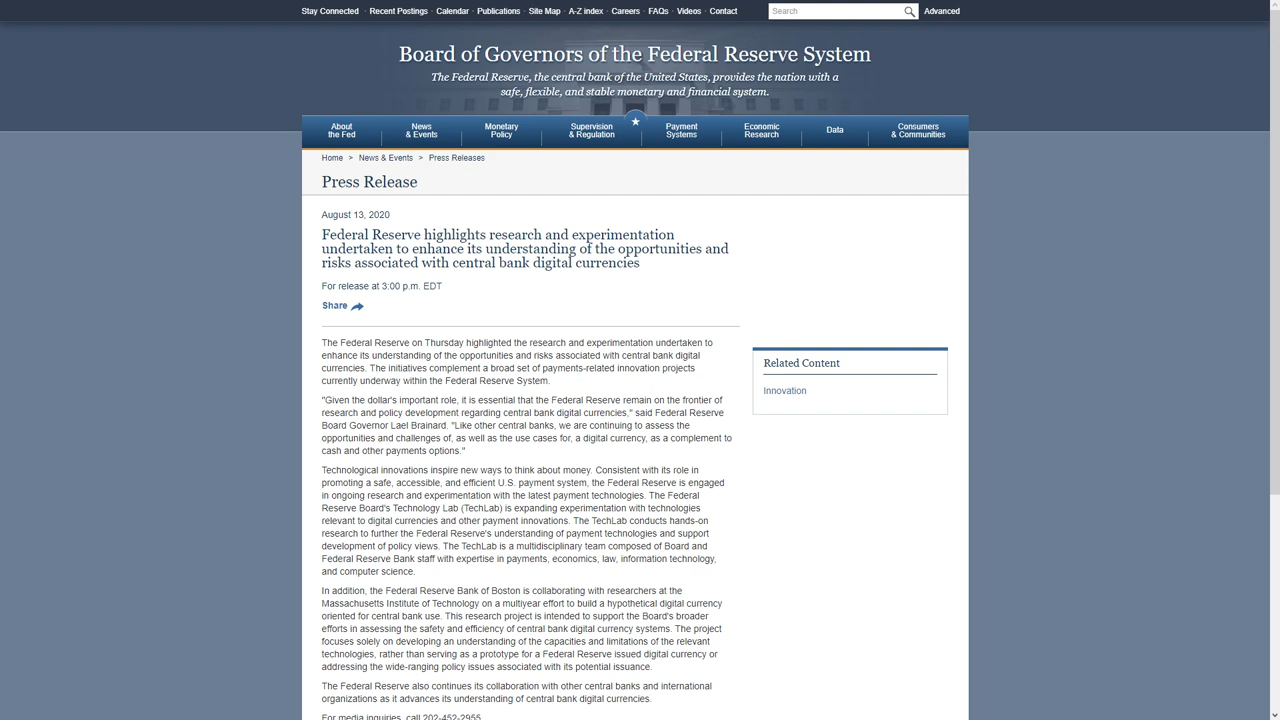 Stay Connected Recent Postings Calendar Publications Site Map A-Z index Careers FAQs Videos Contact Search Advanced
Board of Governors of the Federal Reserve System
The Federal Reserve, the central bank of the United States, provides the nation with a
safe, flexible, and stable monetary and financial system.
About
the Fed
News
& Events
Monetary
Policy
Supervision
& Regulation
Payment
Systems
Economic
Research
Data
Consumers
& Communities
Home > News & Events > Press Releases
Press Release
August 13, 2020
Federal Reserve highlights research and experimentation
undertaken to enhance its understanding of the opportunities and
risks associated with central bank digital currencies
For release at 3:00 p.m. EDT
Share
The Federal Reserve on Thursday highlighted the research and experimentation undertaken to
enhance its understanding of the opportunities and risks associated with central bank digital
currencies. The initiatives complement a broad set of payments-related innovation projects
currently underway within the Federal Reserve System.
"Given the dollar's important role, it is essential that the Federal Reserve remain on the frontier of
research and policy development regarding central bank digital currencies," said Federal Reserve
Board Governor Lael Brainard. "Like other central banks, we are continuing to assess the
opportunities and challenges of, as well as the use cases for, a digital currency, as a complement to
cash and other payments options."
Technological innovations inspire new ways to think about money. Consistent with its role in
promoting a safe, accessible, and efficient U.S. payment system, the Federal Reserve is engaged
in ongoing research and experimentation with the latest payment technologies. The Federal
Reserve Board's Technology Lab (TechLab) is expanding experimentation with technologies
relevant to digital currencies and other payment innovations. The TechLab conducts hands-on
research to further the Federal Reserve's understanding of payment technologies and support
development of policy views. The TechLab is a multidisciplinary team composed of Board and
Federal Reserve Bank staff with expertise in payments, economics, law, information technology,
and computer science.
In addition, the Federal Reserve Bank of Boston is collaborating with researchers at the
Massachusetts Institute of Technology on a multiyear effort to build a hypothetical digital currency
oriented for central bank use. This research project is intended to support the Board's broader
efforts in assessing the safety and efficiency of central bank digital currency systems. The project
focuses solely on developing an understanding of the capacities and limitations of the relevant
technologies, rather than serving as a prototype for a Federal Reserve issued digital currency or
addressing the wide-ranging policy issues associated with its potential issuance.
The Federal Reserve also continues its collaboration with other central banks and international
organizations as it advances its understanding of central bank digital currencies.
For media inquiries, call 202-452-2955
Related Content
Innovation